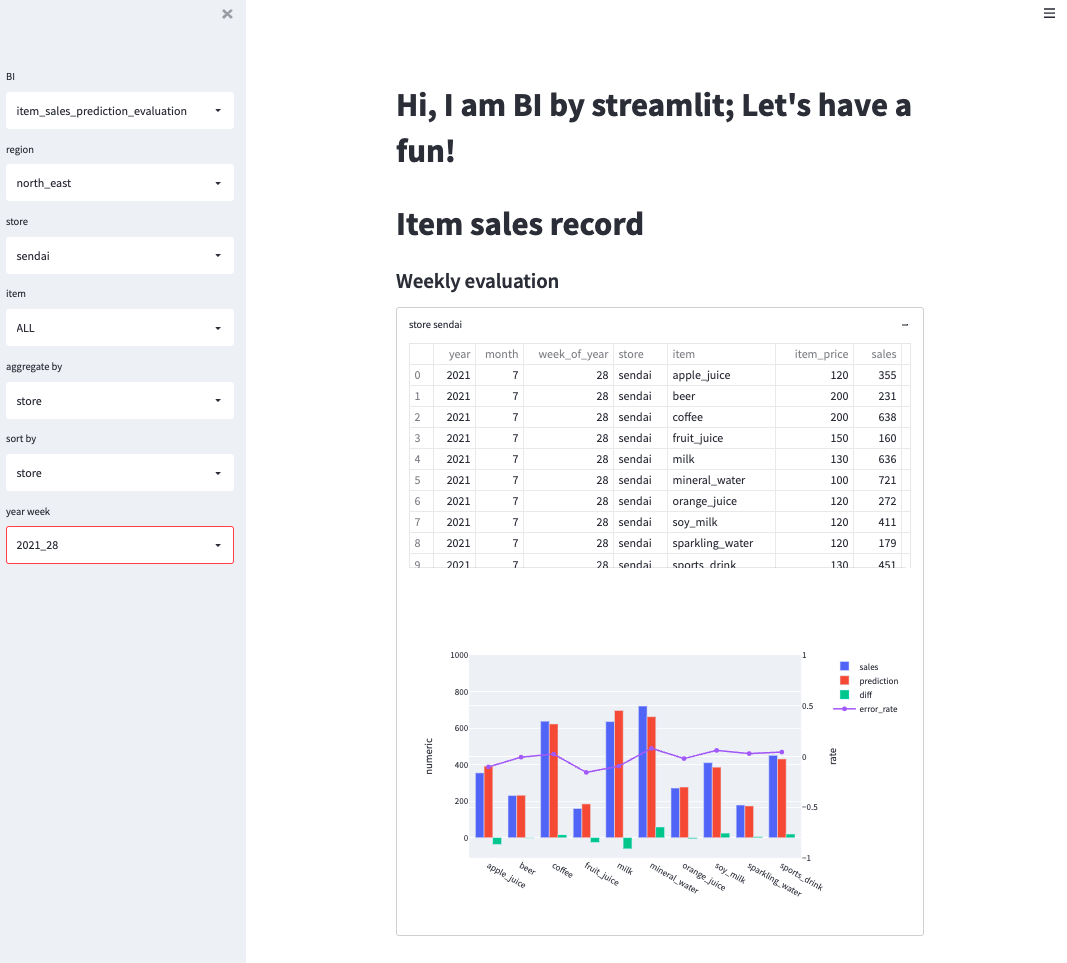 BI
item_sales_prediction_evaluation
region
north_east
store
sendai
item
ALL
aggregate by
store
sort by
store
year week
2021_28
Hi, I am BI by streamlit; Let's have a
fun!
Item sales record
Weekly evaluation
store sendai
year month week_of_year store item item_price sales
0 2021 7 28 sendai apple_juice 120 355
1 2021 7 28 sendai beer 200 231
2 2021 7 28 sendai coffee 200 638
3 2021 7 28 sendai fruit_juice 150 160
4 2021 7 28 sendai milk 130 636
5 2021 7 28 sendai mineral_water 100 721
6 2021 7 28 sendai orange_juice 120 272
7 2021 7 28 sendai soy_milk 120 411
8 2021 7 28 sendai sparkling_water 120 179
9 2021 7 28 sendai sports_drink 130 451
1000
800
600
400
200
0
numeric
1
0.5
0
−0.5
−1
rate
sales
prediction
diff
error_rate
apple_juice
beer
coffee
fruit_juice
milk
mineral_water
orange_juice
soy_milk
sparkling_water
sports_drink